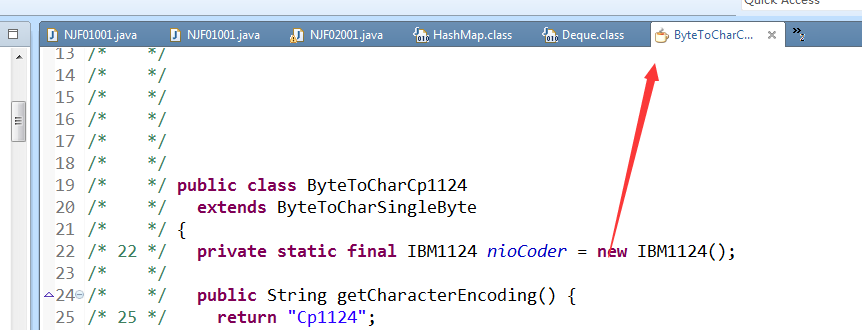 Quick Access
NJF01001.java NJF01001.java NJF02001.java HashMap.class Deque.class ByteToCharC... »2
13 /*    */
14 /*    */
15 /*    */
16 /*    */
17 /*    */
18 /*    */
19 /*    */ public class ByteToCharCp1124
20 /*    */   extends ByteToCharSingleByte
21 /*    */ {
22 /* 22 */   private static final IBM1124 nioCoder = new IBM1124();
23 /*    */
24 /*    */   public String getCharacterEncoding() {
25 /* 25 */     return "Cp1124";